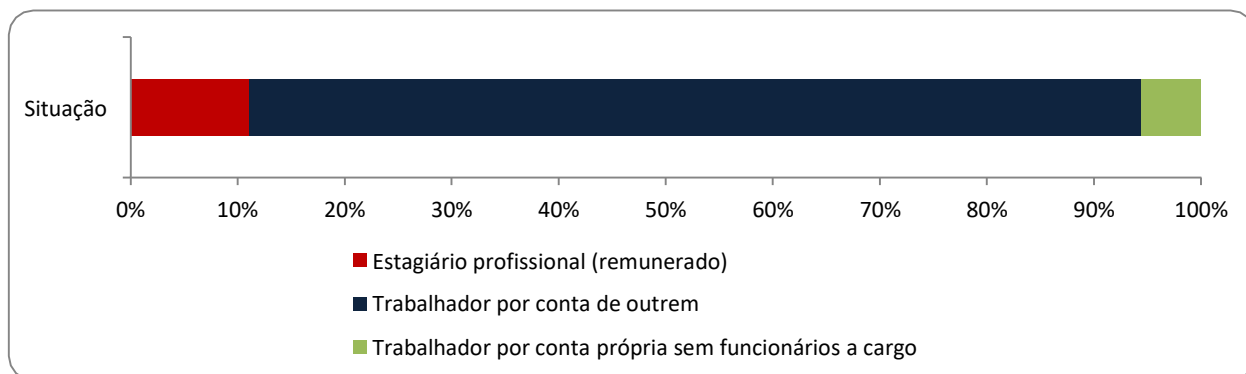 Situação
0% 10% 20% 30% 40% 50% 60% 70% 80% 90% 100%
Estagiário profissional (remunerado)
Trabalhador por conta de outrem
Trabalhador por conta própria sem funcionários a cargo